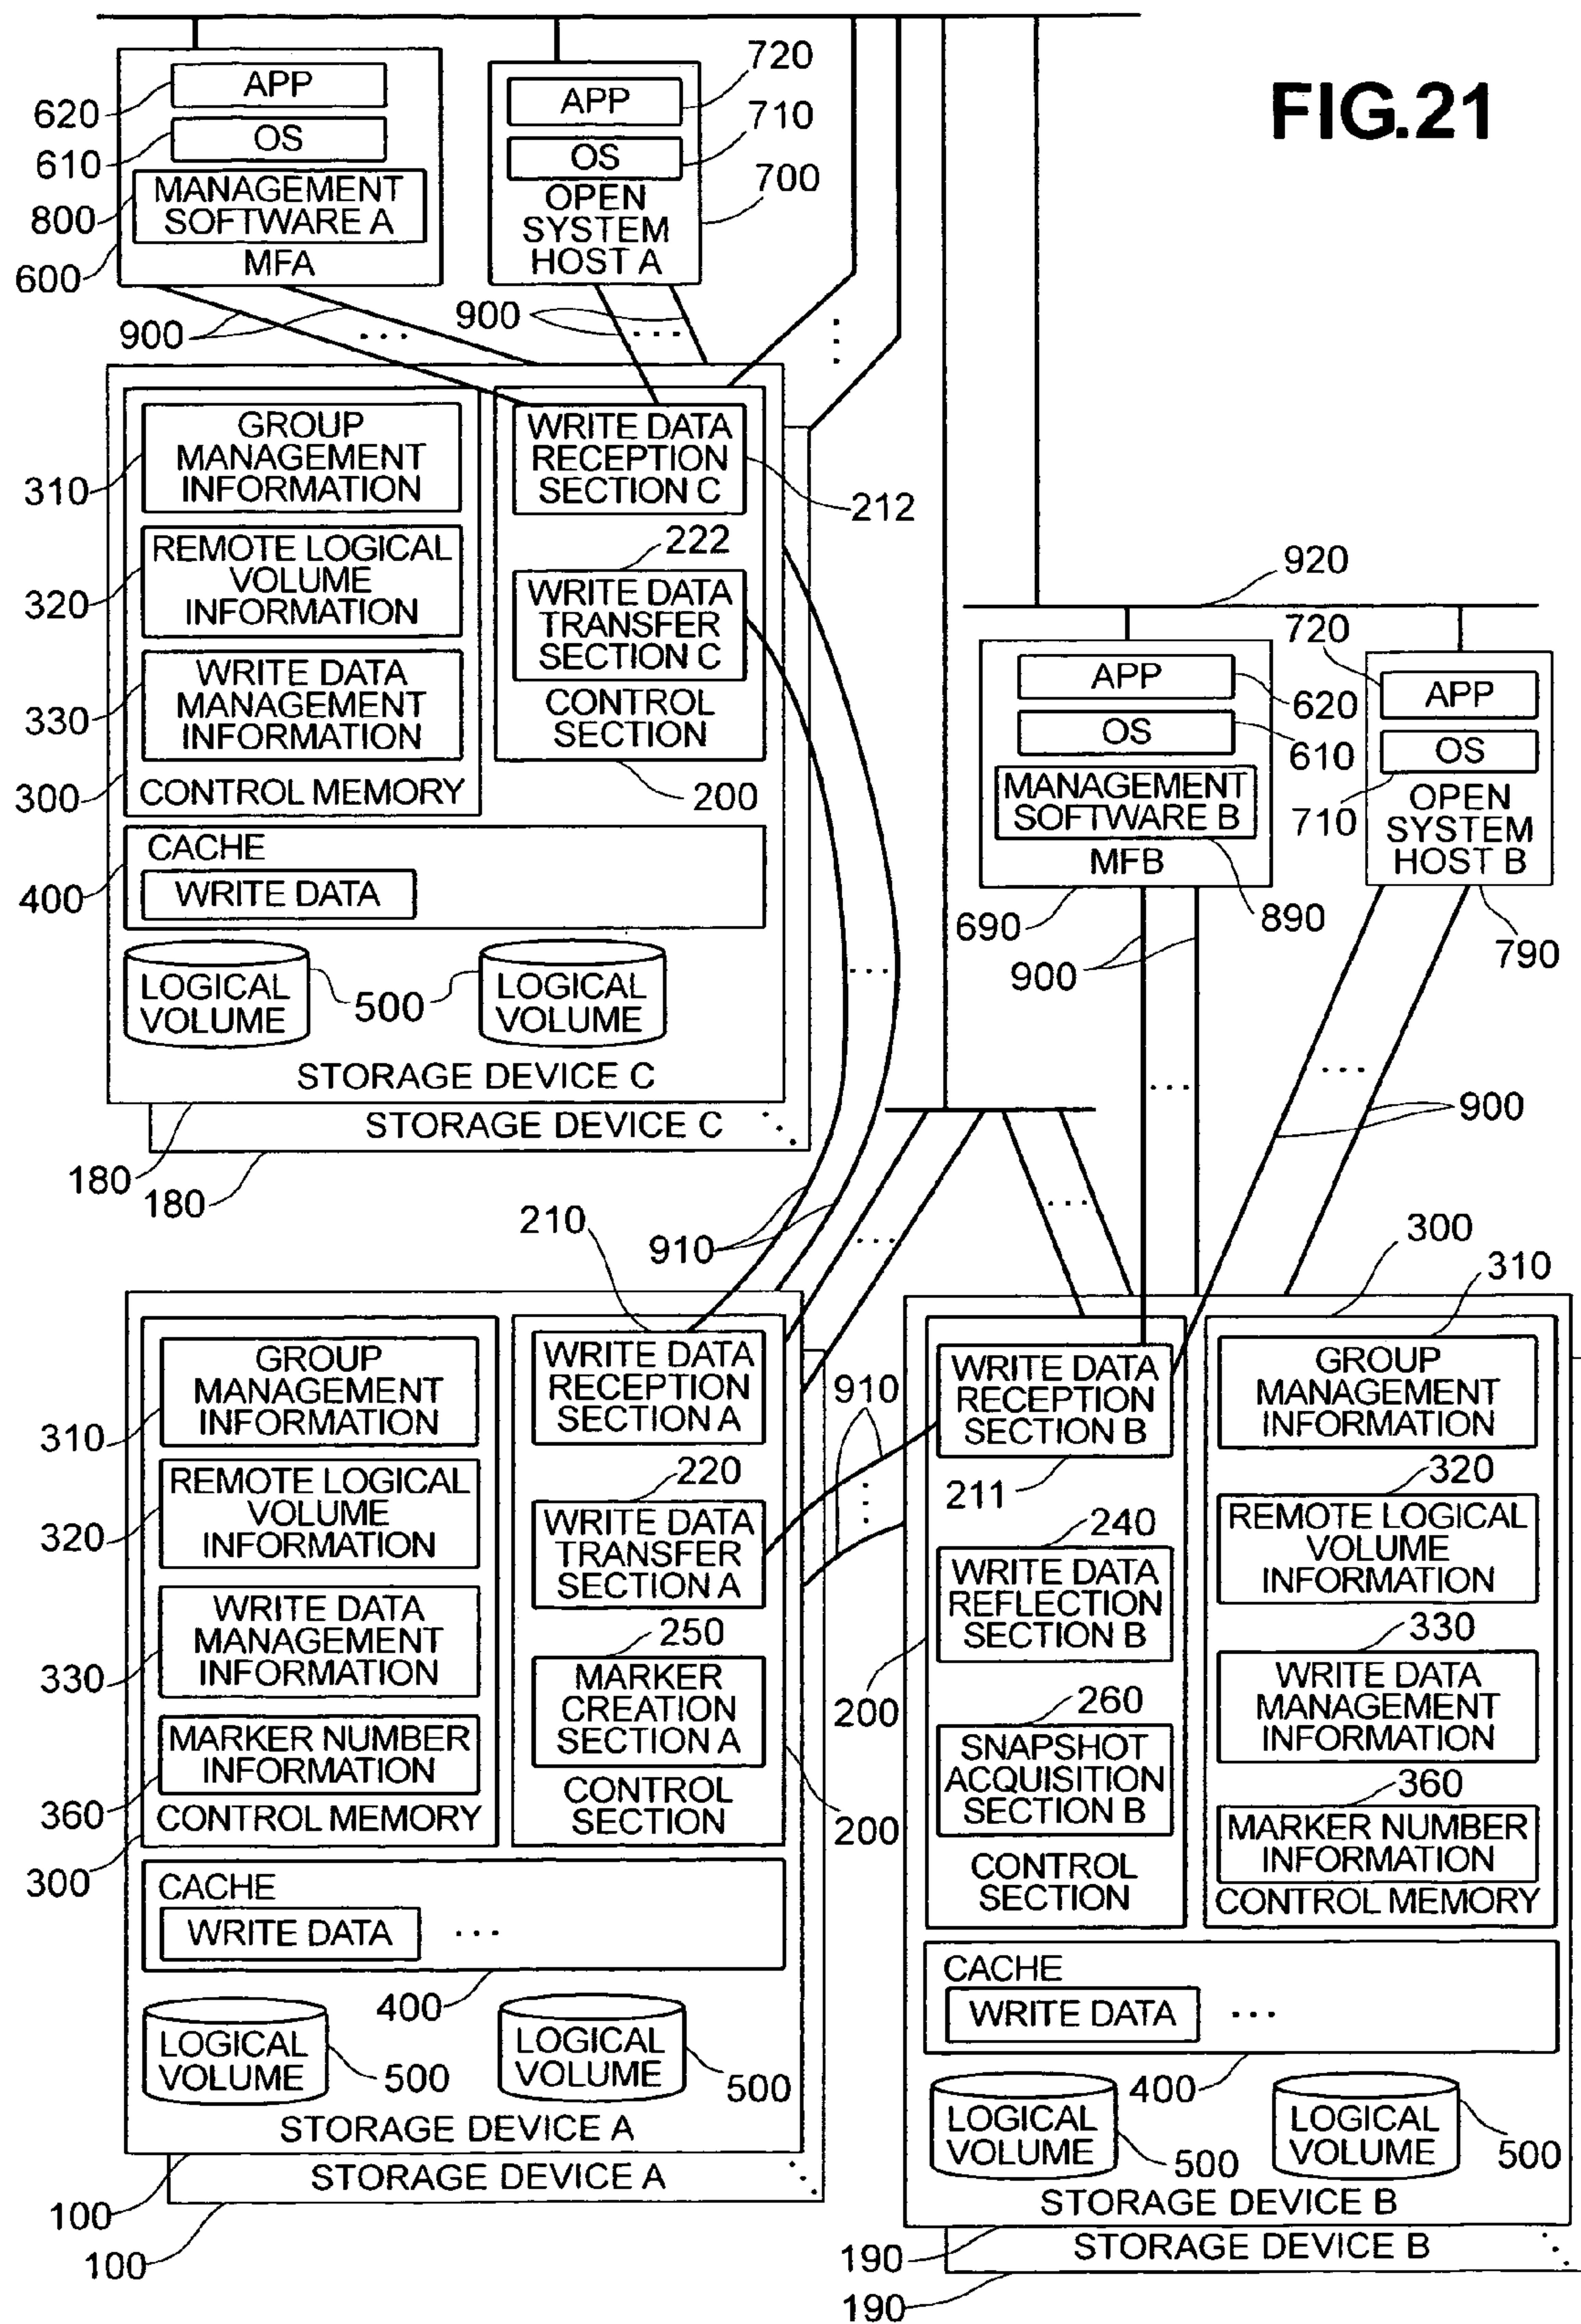 FIG.21
APP
620
OS
610
MANAGEMENT
SOFTWARE A
800
MFA
600
APP
720
OS
710
OPEN
SYSTEM
HOST A
700
900
...
900
...
GROUP
MANAGEMENT
INFORMATION
310
REMOTE LOGICAL
VOLUME
INFORMATION
320
WRITE DATA
MANAGEMENT
INFORMATION
330
CONTROL MEMORY
300
WRITE DATA
RECEPTION
SECTION C
212
222
WRITE DATA
TRANSFER
SECTION C
CONTROL
SECTION
200
CACHE
WRITE DATA
400
LOGICAL
VOLUME
500
LOGICAL
VOLUME
STORAGE DEVICE C
STORAGE DEVICE C
180
180
920
APP
620
OS
610
MANAGEMENT
SOFTWARE B
MFB
690
890
720
APP
OS
710
OPEN
SYSTEM
HOST B
790
900
...
...
900
910
...
210
GROUP
MANAGEMENT
INFORMATION
310
REMOTE LOGICAL
VOLUME
INFORMATION
320
WRITE DATA
MANAGEMENT
INFORMATION
330
MARKER NUMBER
INFORMATION
360
CONTROL MEMORY
300
WRITE DATA
RECEPTION
SECTION A
220
WRITE DATA
TRANSFER
SECTION A
250
MARKER
CREATION
SECTION A
CONTROL
SECTION
200
CACHE
WRITE DATA ...
400
LOGICAL
VOLUME
500
LOGICAL
VOLUME
500
STORAGE DEVICE A
STORAGE DEVICE A
100
100
910
WRITE DATA
RECEPTION
SECTION B
211
240
WRITE DATA
REFLECTION
SECTION B
260
SNAPSHOT
ACQUISITION
SECTION B
CONTROL
SECTION
200
300
310
GROUP
MANAGEMENT
INFORMATION
320
REMOTE LOGICAL
VOLUME
INFORMATION
330
WRITE DATA
MANAGEMENT
INFORMATION
360
MARKER NUMBER
INFORMATION
CONTROL MEMORY
CACHE
WRITE DATA ...
400
LOGICAL
VOLUME
500
LOGICAL
VOLUME
500
STORAGE DEVICE B
STORAGE DEVICE B
190
190